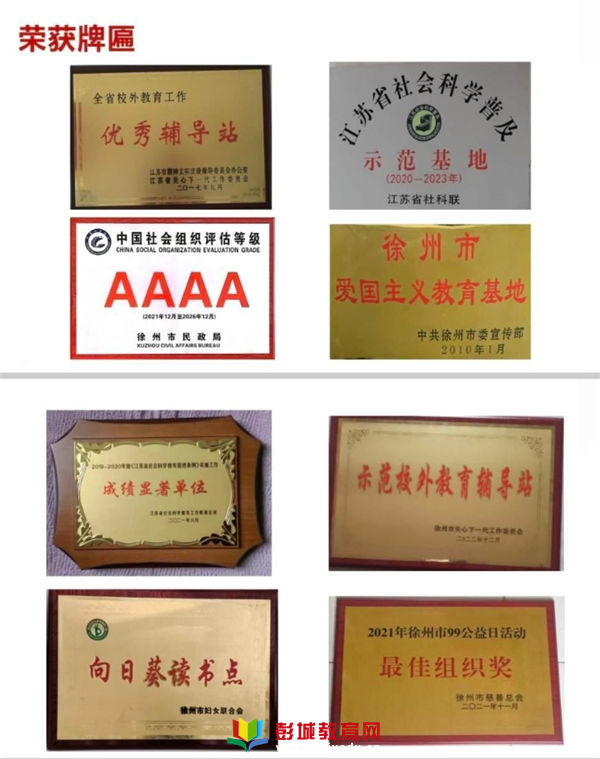 荣获牌匾
全省校外教育工作
优秀辅导站
江苏省关心下一代工作委员会
二〇一七年九月
江苏省社会科学普及
示范基地
(2020-2023年)
江苏省社科联
中国社会组织评估等级
CHINA SOCIAL ORGANIZATION EVALUATION GRADE
AAAA
(2021年12月至2026年12月)
徐州市民政局
XUZHOU CIVIL AFFAIRS BUREAU
徐州市
爱国主义教育基地
中共徐州市委宣传部
2010年1月
成绩显著单位
示范校外教育辅导站
徐州市关心下一代工作委员会
二〇二二年十二月
向日葵读书点
徐州市妇女联合会
2021年徐州市99公益日活动
最佳组织奖
徐州市慈善总会
二〇二一年十一月
彭城教育网